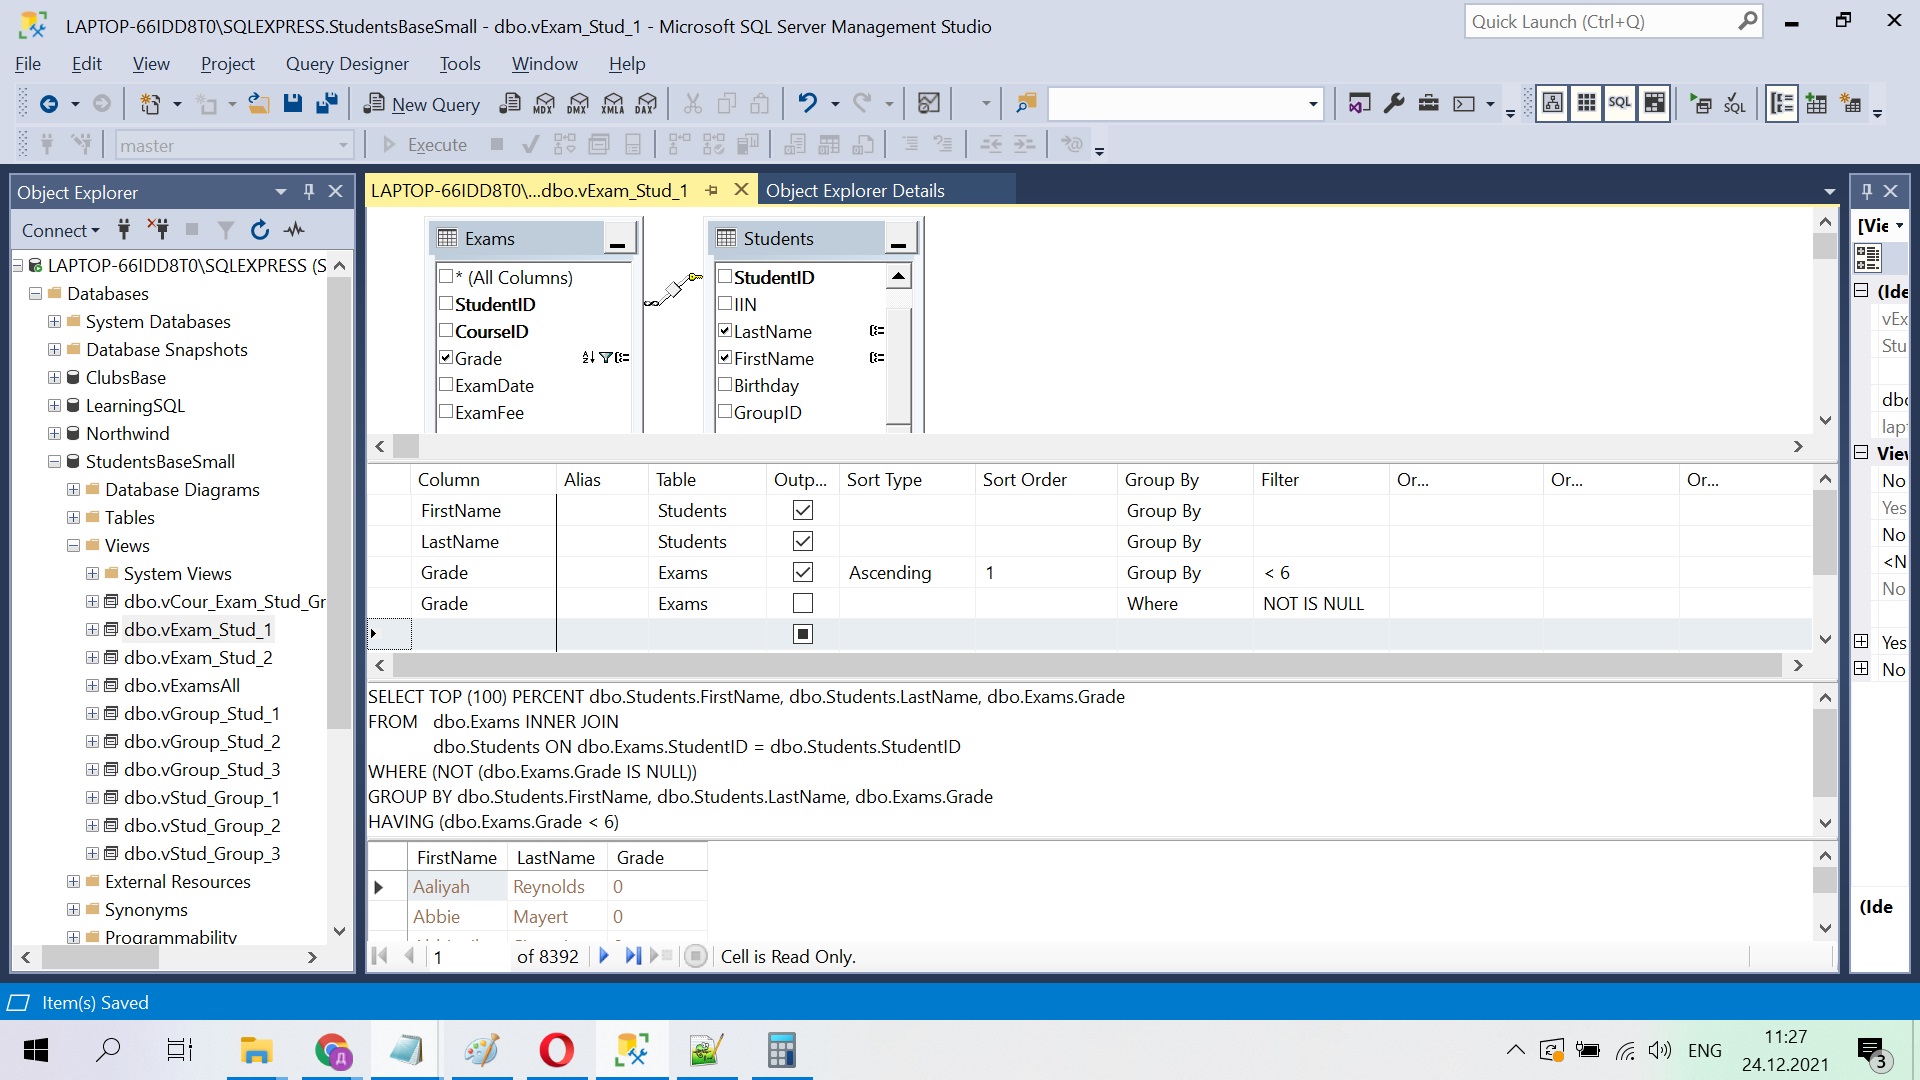 LAPTOP-66IDD8T0\SQLEXPRESS.StudentsBaseSmall - dbo.vExam_Stud_1 - Microsoft SQL Server Management Studio
Quick Launch (Ctrl+Q)
File Edit View Project Query Designer Tools Window Help
New Query MDX DMX XMLA DAX SQL SQL
master Execute
Object Explorer
LAPTOP-66IDD8T0\...dbo.vExam_Stud_1
Object Explorer Details
Connect
LAPTOP-66IDD8T0\SQLEXPRESS (S
Databases
System Databases
Database Snapshots
ClubsBase
LearningSQL
Northwind
StudentsBaseSmall
Database Diagrams
Tables
Views
System Views
dbo.vCour_Exam_Stud_Gr
dbo.vExam_Stud_1
dbo.vExam_Stud_2
dbo.vExamsAll
dbo.vGroup_Stud_1
dbo.vGroup_Stud_2
dbo.vGroup_Stud_3
dbo.vStud_Group_1
dbo.vStud_Group_2
dbo.vStud_Group_3
External Resources
Synonyms
Programmability
Exams
* (All Columns)
StudentID
CourseID
Grade
ExamDate
ExamFee
Students
StudentID
IIN
LastName
FirstName
Birthday
GroupID
Column Alias Table Outp... Sort Type Sort Order Group By Filter Or... Or... Or...
FirstName Students Group By
LastName Students Group By
Grade Exams Ascending 1 Group By < 6
Grade Exams Where NOT IS NULL
SELECT TOP (100) PERCENT dbo.Students.FirstName, dbo.Students.LastName, dbo.Exams.Grade
FROM dbo.Exams INNER JOIN
dbo.Students ON dbo.Exams.StudentID = dbo.Students.StudentID
WHERE (NOT (dbo.Exams.Grade IS NULL))
GROUP BY dbo.Students.FirstName, dbo.Students.LastName, dbo.Exams.Grade
HAVING (dbo.Exams.Grade < 6)
FirstName LastName Grade
Aaliyah Reynolds 0
Abbie Mayert 0
1 of 8392 Cell is Read Only.
[Vie
(Ide
vEx
Stu
dbo
lap
Viev
No
Yes
No
<N
No
Yes
No
(Ide
Item(s) Saved
Д
ENG
11:27
24.12.2021
3